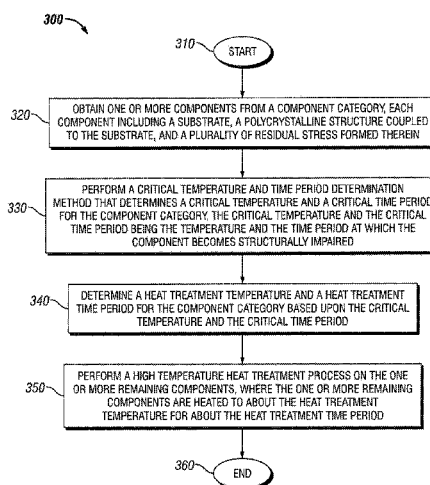 300
310
START
320
OBTAIN ONE OR MORE COMPONENTS FROM A COMPONENT CATEGORY, EACH
COMPONENT INCLUDING A SUBSTRATE, A POLYCRYSTALLINE STRUCTURE COUPLED
TO THE SUBSTRATE, AND A PLURALITY OF RESIDUAL STRESS FORMED THEREIN
330
PERFORM A CRITICAL TEMPERATURE AND TIME PERIOD DETERMINATION
METHOD THAT DETERMINES A CRITICAL TEMPERATURE AND A CRITICAL TIME PERIOD
FOR THE COMPONENT CATEGORY, THE CRITICAL TEMPERATURE AND THE CRITICAL
TIME PERIOD BEING THE TEMPERATURE AND THE TIME PERIOD AT WHICH THE
COMPONENT BECOMES STRUCTURALLY IMPAIRED
340
DETERMINE A HEAT TREATMENT TEMPERATURE AND A HEAT TREATMENT
TIME PERIOD FOR THE COMPONENT CATEGORY BASED UPON THE CRITICAL
TEMPERATURE AND THE CRITICAL TIME PERIOD
350
PERFORM A HIGH TEMPERATURE HEAT TREATMENT PROCESS ON THE ONE
OR MORE REMAINING COMPONENTS, WHERE THE ONE OR MORE REMAINING
COMPONENTS ARE HEATED TO ABOUT THE HEAT TREATMENT
TEMPERATURE FOR ABOUT THE HEAT TREATMENT TIME PERIOD
360
END